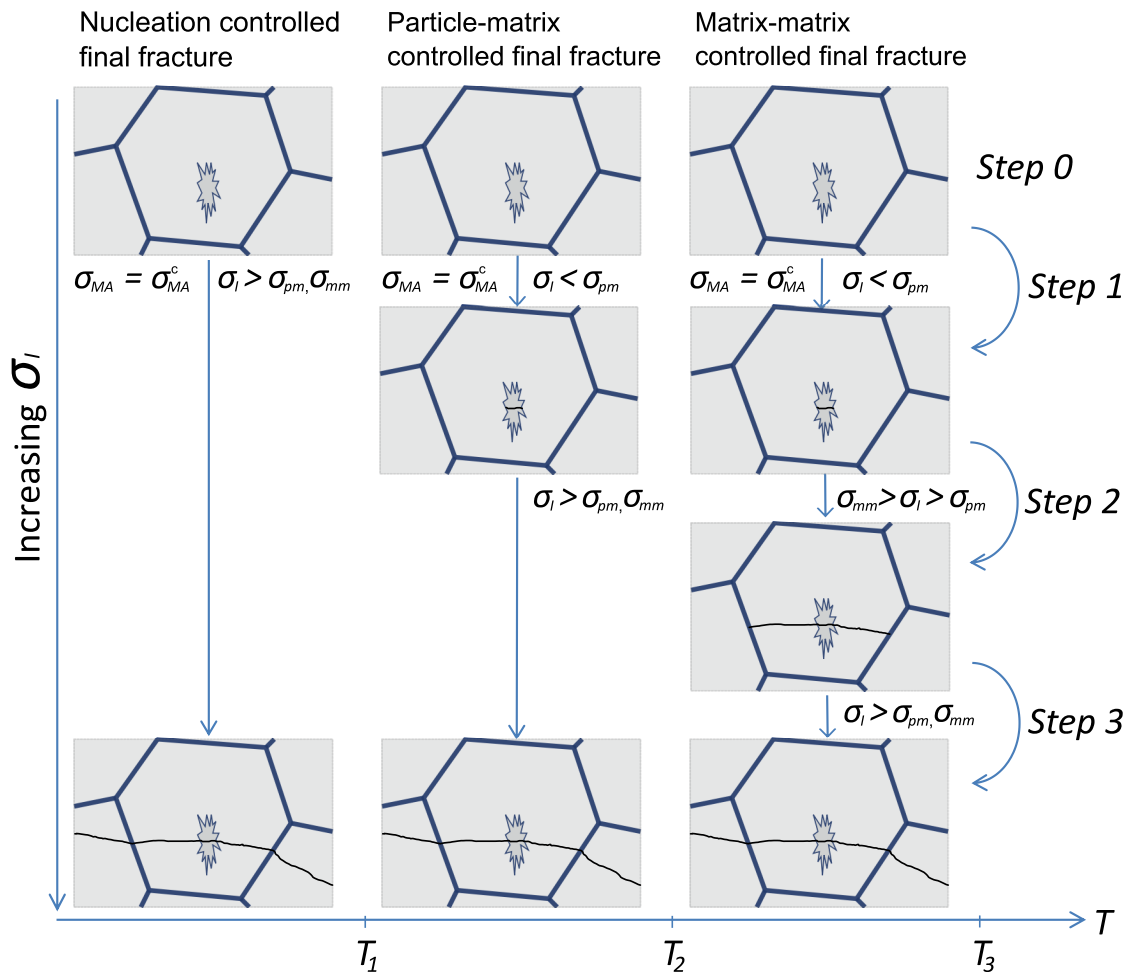 Nucleation controlled
final fracture
Particle-matrix
controlled final fracture
Matrix-matrix
controlled final fracture
Step 0
σMA = σᶜMA
σI > σpm, σmm
σMA = σᶜMA
σI < σpm
σMA = σᶜMA
σI < σpm
Step 1
Increasing σI
σI > σpm, σmm
σmm > σI > σpm
Step 2
σI > σpm, σmm
Step 3
T
T1
T2
T3